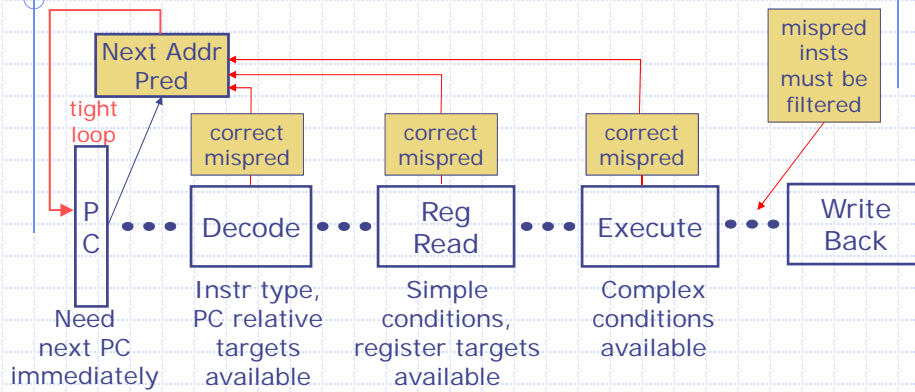 Next Addr
Pred
tight
loop
P
C
Need
next PC
immediately
correct
mispred
Decode
Instr type,
PC relative
targets
available
correct
mispred
Reg
Read
Simple
conditions,
register targets
available
correct
mispred
Execute
Complex
conditions
available
mispred
insts
must be
filtered
Write
Back